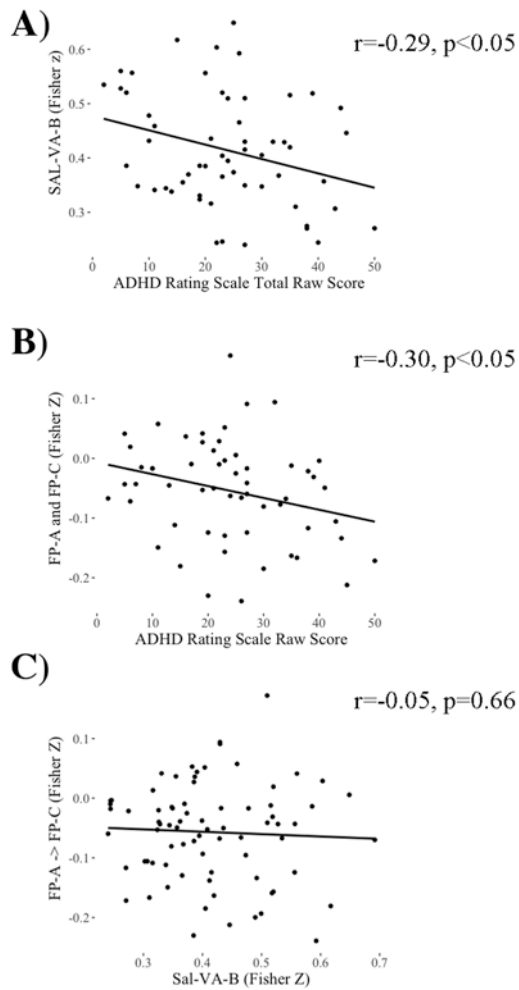 A)
r=-0.29, p<0.05
SAL-VA-B (Fisher z)
0.6
0.5
0.4
0.3
0 10 20 30 40 50
ADHD Rating Scale Total Raw Score
B)
r=-0.30, p<0.05
FP-A and FP-C (Fisher Z)
0.1
0.0
-0.1
-0.2
0 10 20 30 40 50
ADHD Rating Scale Raw Score
C)
r=-0.05, p=0.66
FP-A -> FP-C (Fisher Z)
0.1
0.0
-0.1
-0.2
0.3 0.4 0.5 0.6 0.7
Sal-VA-B (Fisher Z)